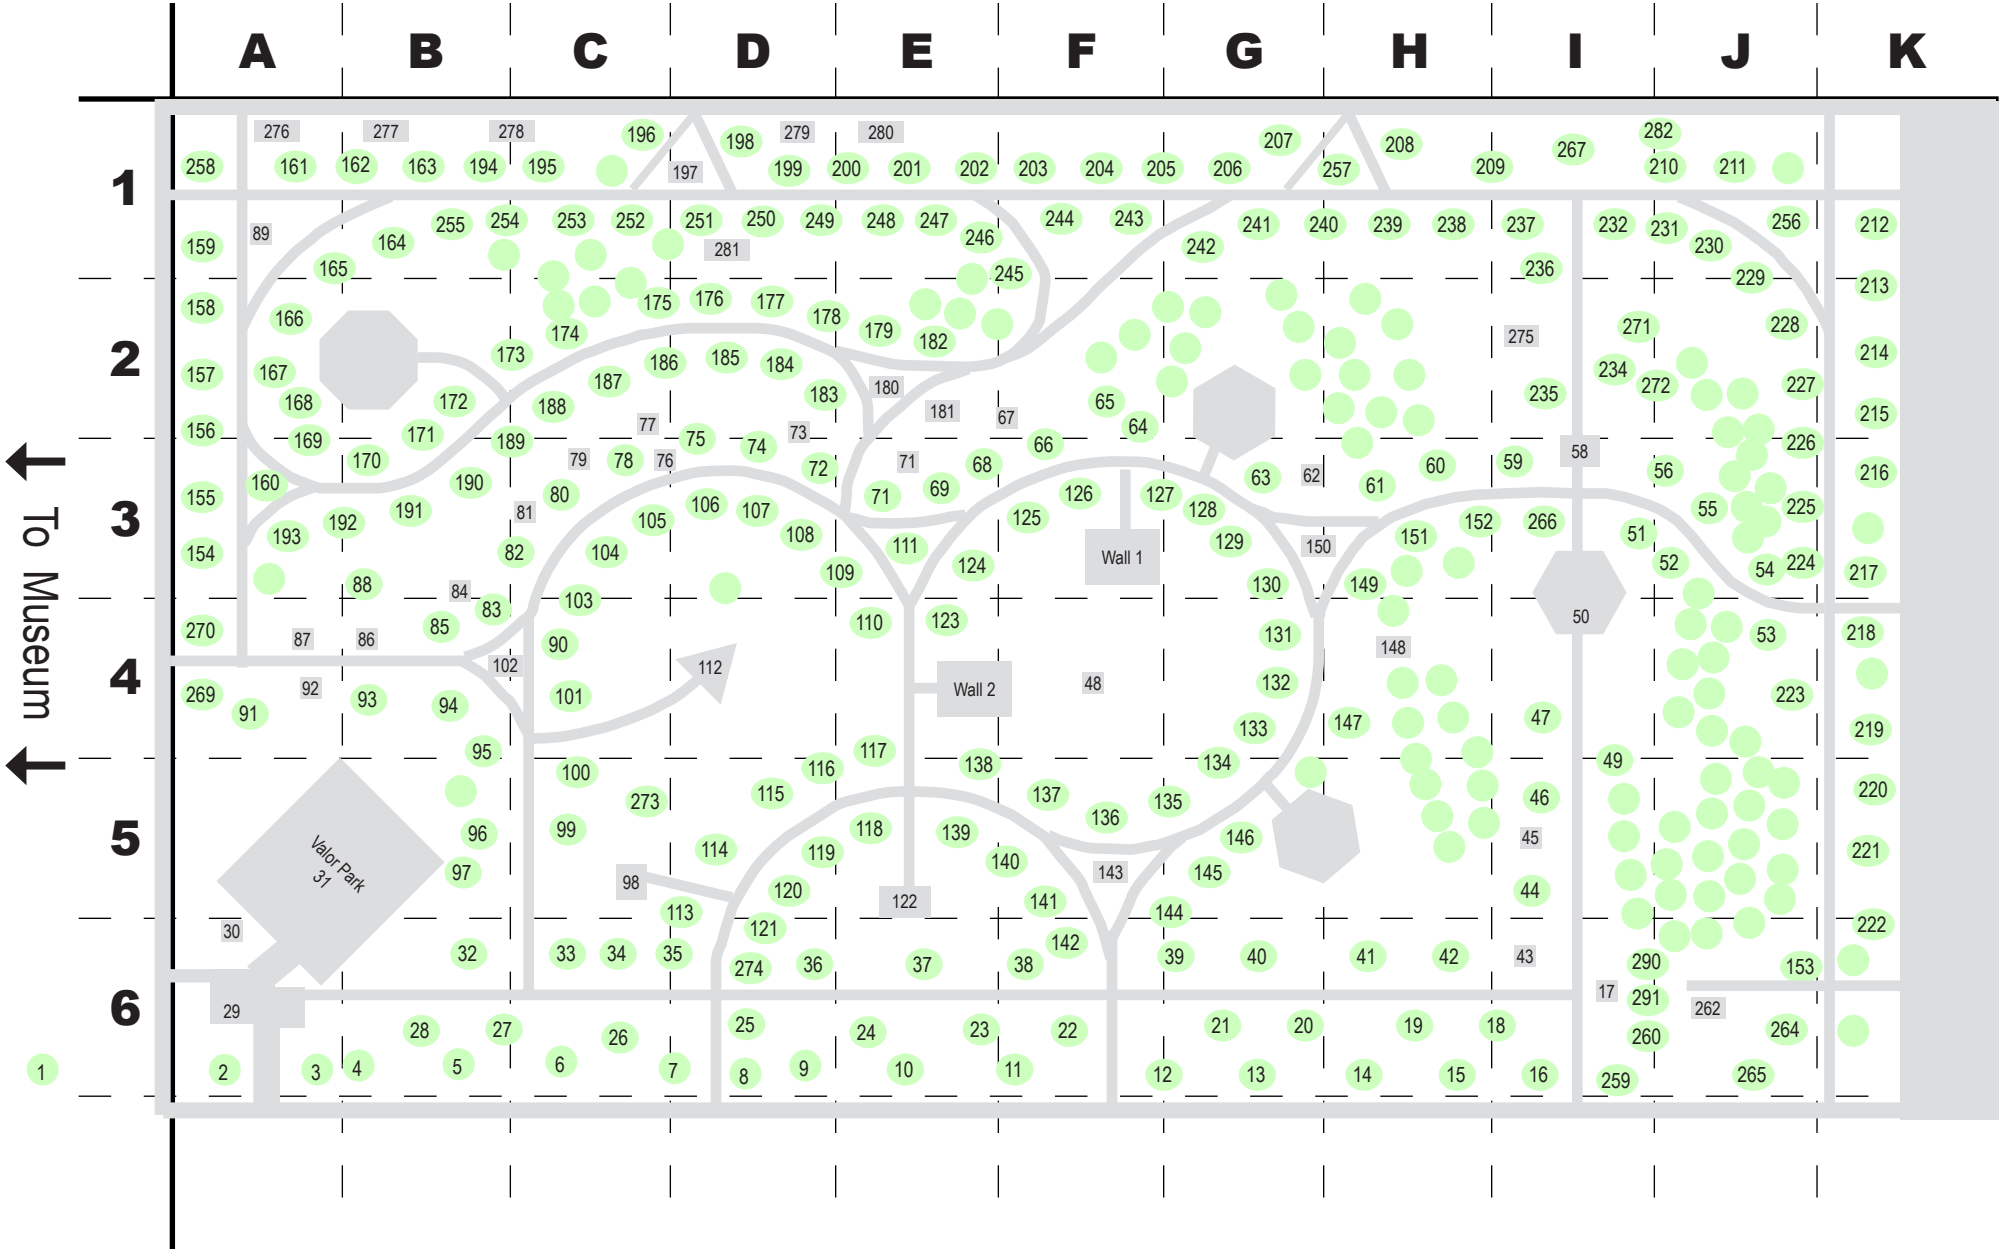 A B C D E F G H I J K
276 277 278 196 198 279 280 207 208 267 282
258 161 162 163 194 195 197 199 200 201 202 203 204 205 206 257 209 210 211
1
159 89 164 255 254 253 252 251 250 249 248 247 246 244 243 242 241 240 239 238 237 232 231 230 256 212
281
165 245 236 229 213
158 166 174 175 176 177 178 179 182 275 271 228 214
2
157 167 173 186 185 184 180 234 272 227
168 172 188 187 183 181 67 65 235 215
156 169 171 189 77 75 74 73 64 66 226
170 79 78 76 72 71 68 63 62 60 59 58 56 216
160 190 80 71 69 126 127 61
155 193 192 191 81 105 106 107 108 125 128 151 152 266 55 225
3
154 82 104 109 111 124 Wall 1 129 150 51 52 54 224 217
88 84 83 103 130 149
270 87 86 85 90 110 123 131 148 50 53 218
4
102 112 Wall 2 48 132
269 91 92 93 94 101 133 147 47 223 219
95 100 116 117 138 134 49
273 115 137 136 135 46 220
5
96 99 114 119 118 139 140 146 45 221
Valor Park
31
97 98 120 122 141 143 145 44
30 113 121 142 144 222
32 33 34 35 274 36 37 38 39 40 41 42 43 290 153
6
29 17 291 262
28 27 26 25 24 23 22 21 20 19 18 260 264
1 2 3 4 5 6 7 8 9 10 11 12 13 14 15 16 259 265
218 219
To Museum